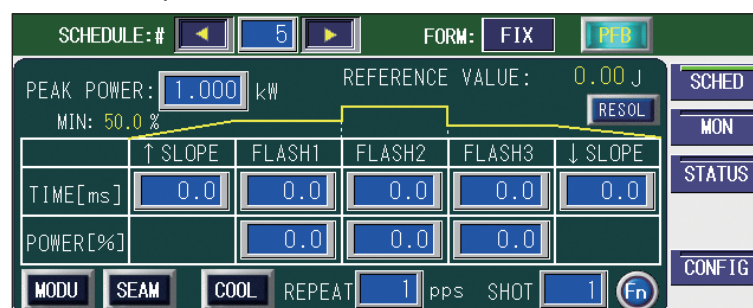 SCHEDULE:# ◀ 5 ▶ FORM: FIX PFB
PEAK POWER: 1.000 kW REFERENCE VALUE: 0.00 J
MIN: 50.0 % RESOL
↑ SLOPE FLASH1 FLASH2 FLASH3 ↓ SLOPE
TIME[ms] 0.0 0.0 0.0 0.0 0.0
POWER[%] 0.0 0.0 0.0
MODU SEAM COOL REPEAT 1 pps SHOT 1 Fn
SCHED
MON
STATUS
CONFIG